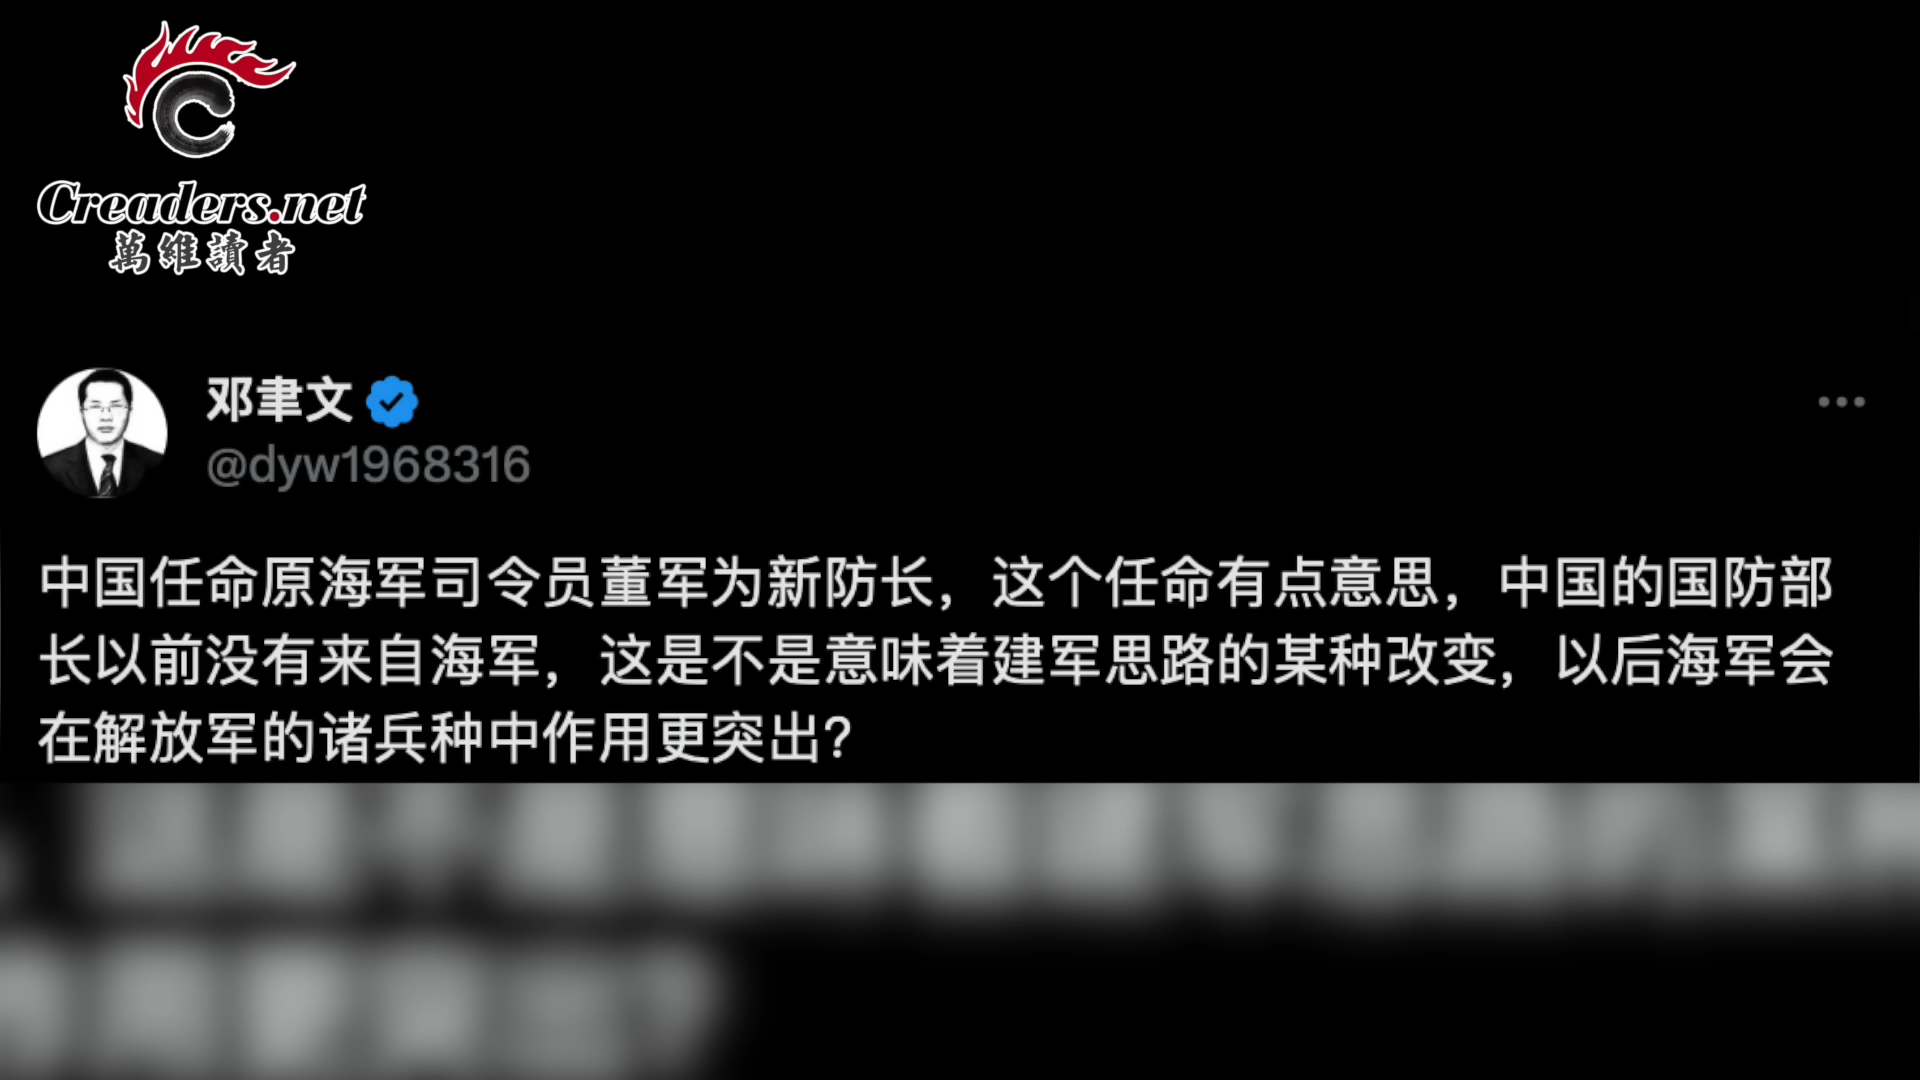 Creaders.net
萬維讀者
邓聿文
@dyw1968316
中国任命原海军司令员董军为新防长，这个任命有点意思，中国的国防部
长以前没有来自海军，这是不是意味着建军思路的某种改变，以后海军会
在解放军的诸兵种中作用更突出？